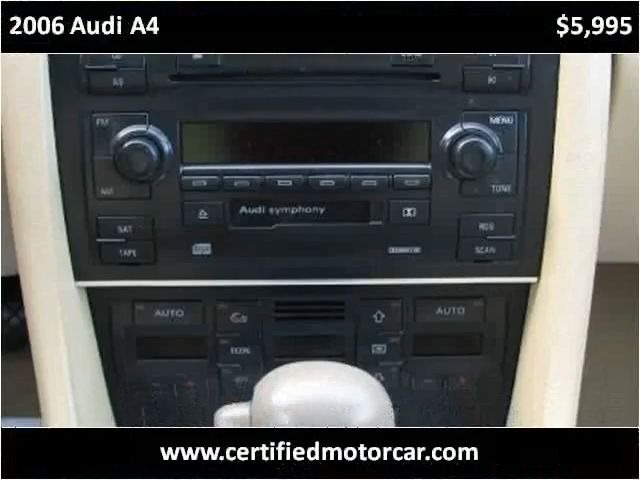 2006 Audi A4 $5,995
FM MENU
AM TONE
Audi symphony
SAT RDS
TAPE SCAN
AUTO AUTO
ECON
www.certifiedmotorcar.com